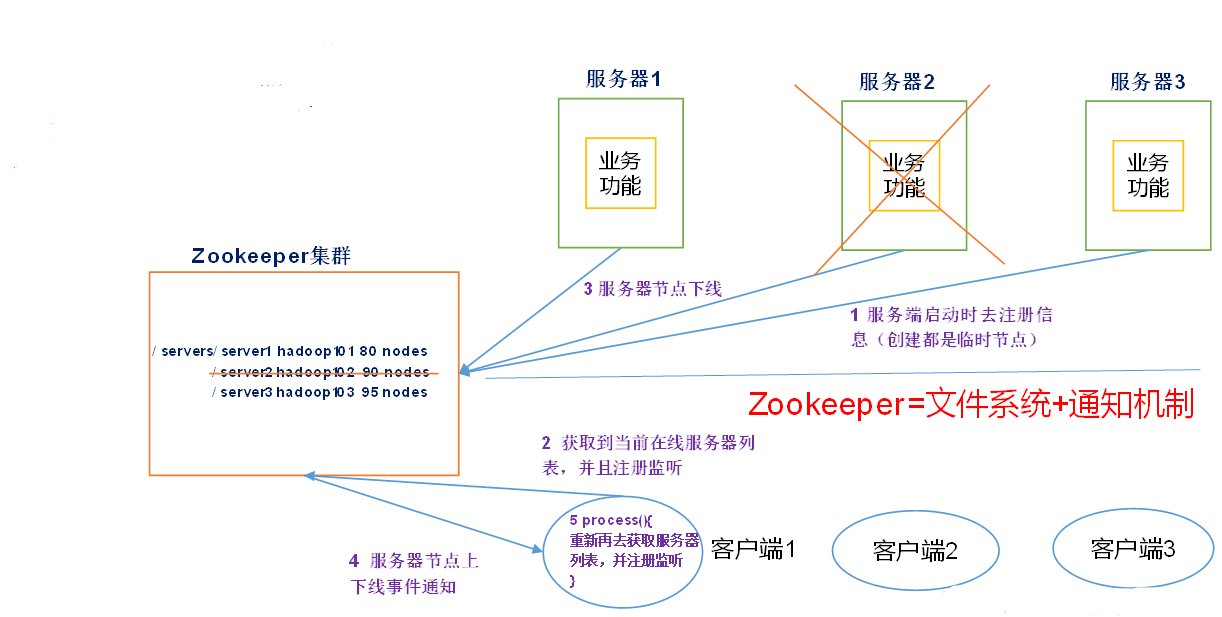 服务器1
服务器2
服务器3
业务
功能
业务
功能
业务
功能
Zookeeper集群
3 服务器节点下线
1 服务端启动时去注册信
息（创建都是临时节点）
/ servers/ server1 hadoop101 80 nodes
/ server2 hadoop102 90 nodes
/ server3 hadoop103 95 nodes
Zookeeper=文件系统+通知机制
2 获取到当前在线服务器列
表，并且注册监听
5 process(){
重新再去获取服务器
列表，并注册监听
}
客户端1
客户端2
客户端3
4 服务器节点上
下线事件通知